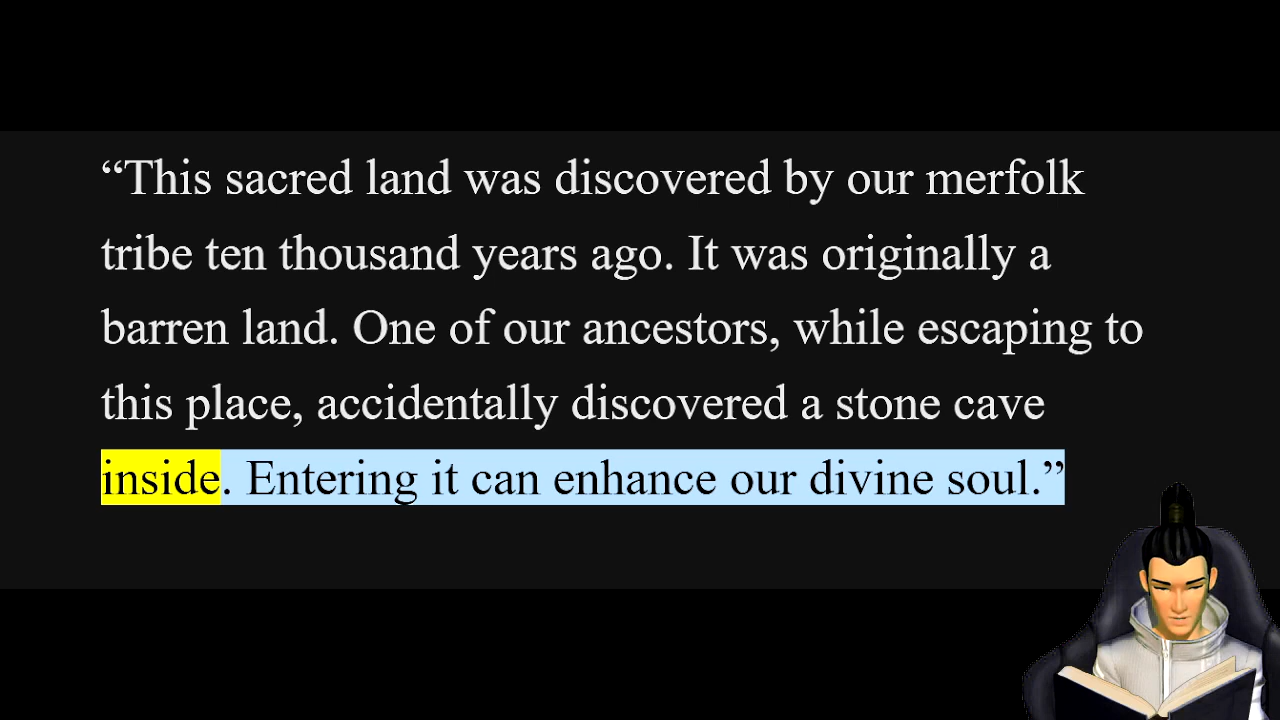 “This sacred land was discovered by our merfolk
tribe ten thousand years ago. It was originally a
barren land. One of our ancestors, while escaping to
this place, accidentally discovered a stone cave
inside. Entering it can enhance our divine soul.”